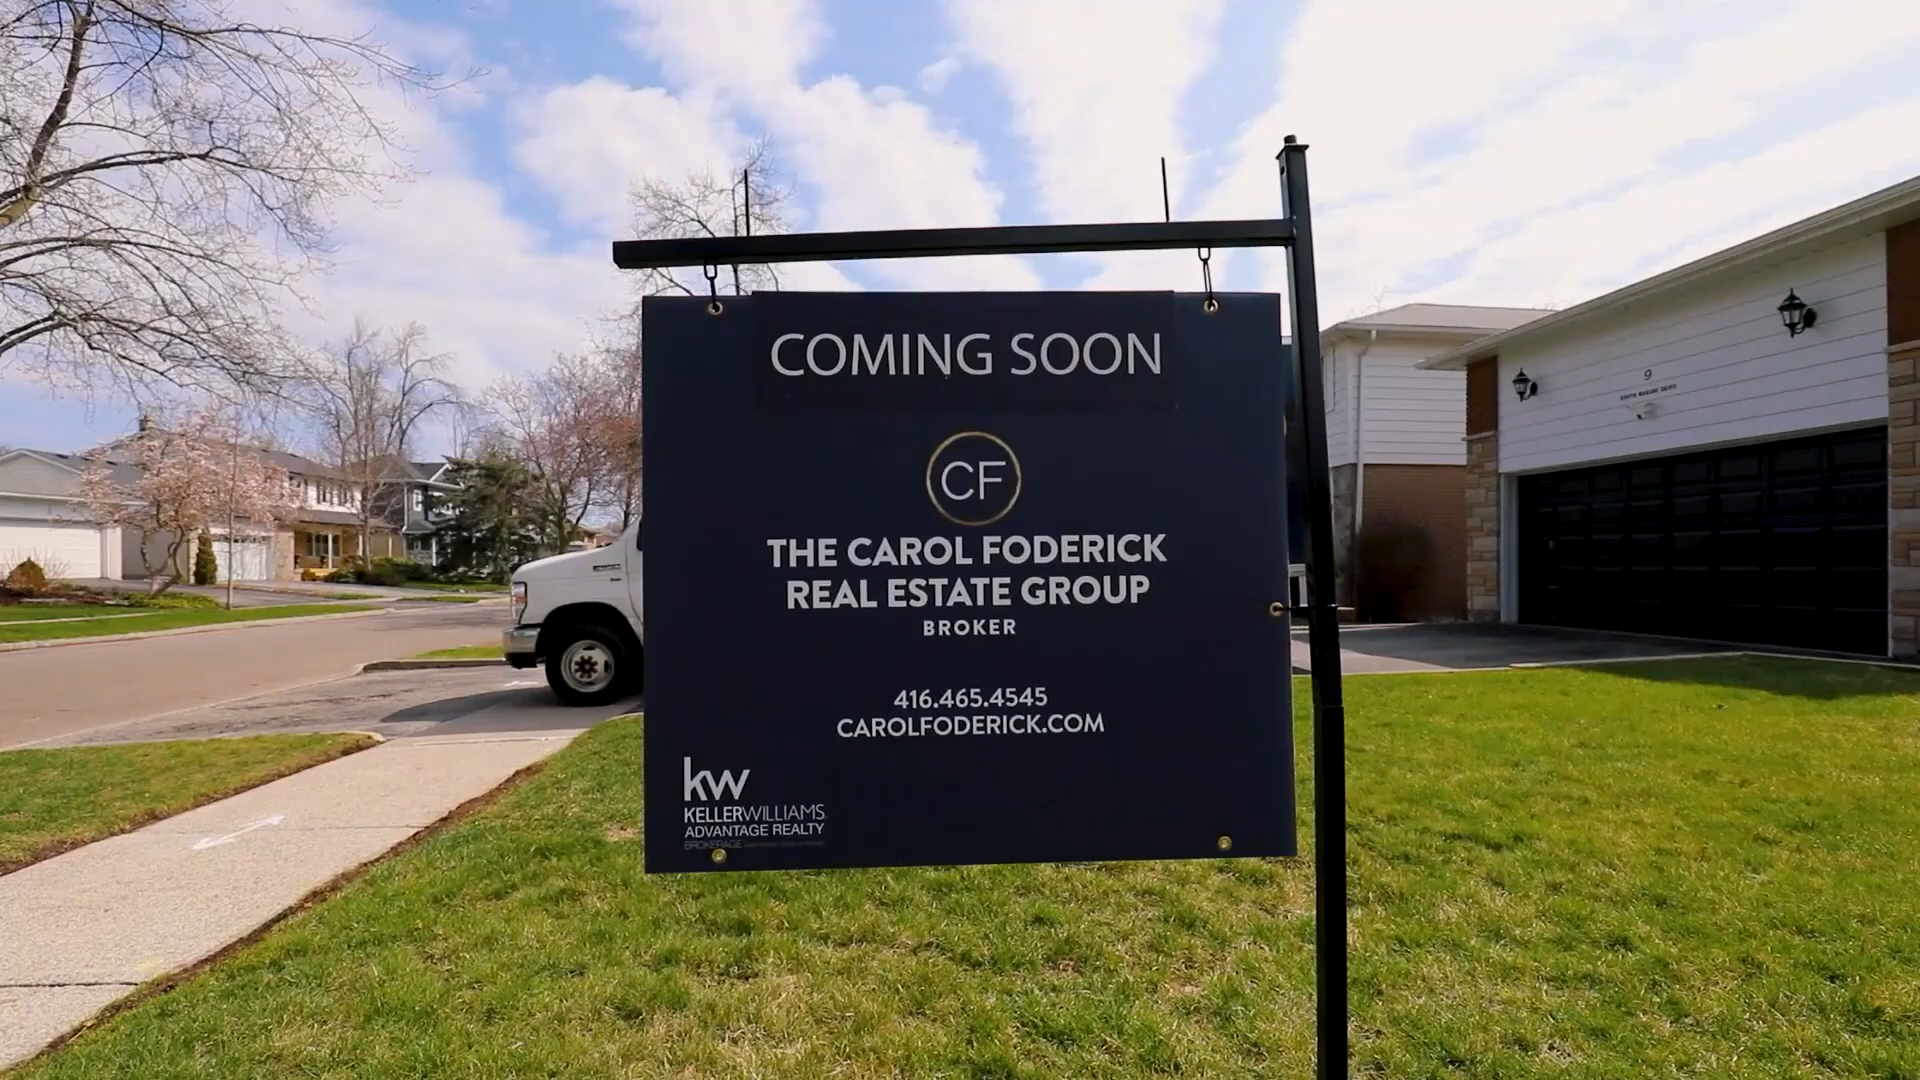 COMING SOON
CF
THE CAROL FODERICK
REAL ESTATE GROUP
BROKER
416.465.4545
CAROLFODERICK.COM
kw
KELLERWILLIAMS.
ADVANTAGE REALTY
BROKERAGE
9